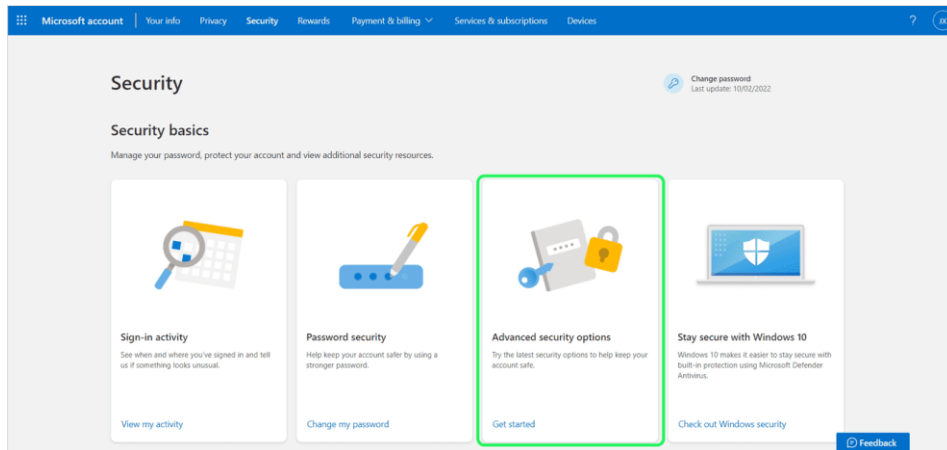 Microsoft account Your info Privacy Security Rewards Payment & billing Services & subscriptions Devices ? JX
Security
Change password
Last update: 10/02/2022
Security basics
Manage your password, protect your account and view additional security resources.
Sign-in activity
See when and where you've signed in and tell
us if something looks unusual.
View my activity
Password security
Help keep your account safer by using a
stronger password.
Change my password
Advanced security options
Try the latest security options to help keep your
account safe.
Get started
Stay secure with Windows 10
Windows 10 makes it easier to stay secure with
built-in protection using Microsoft Defender
Antivirus.
Check out Windows security
Feedback